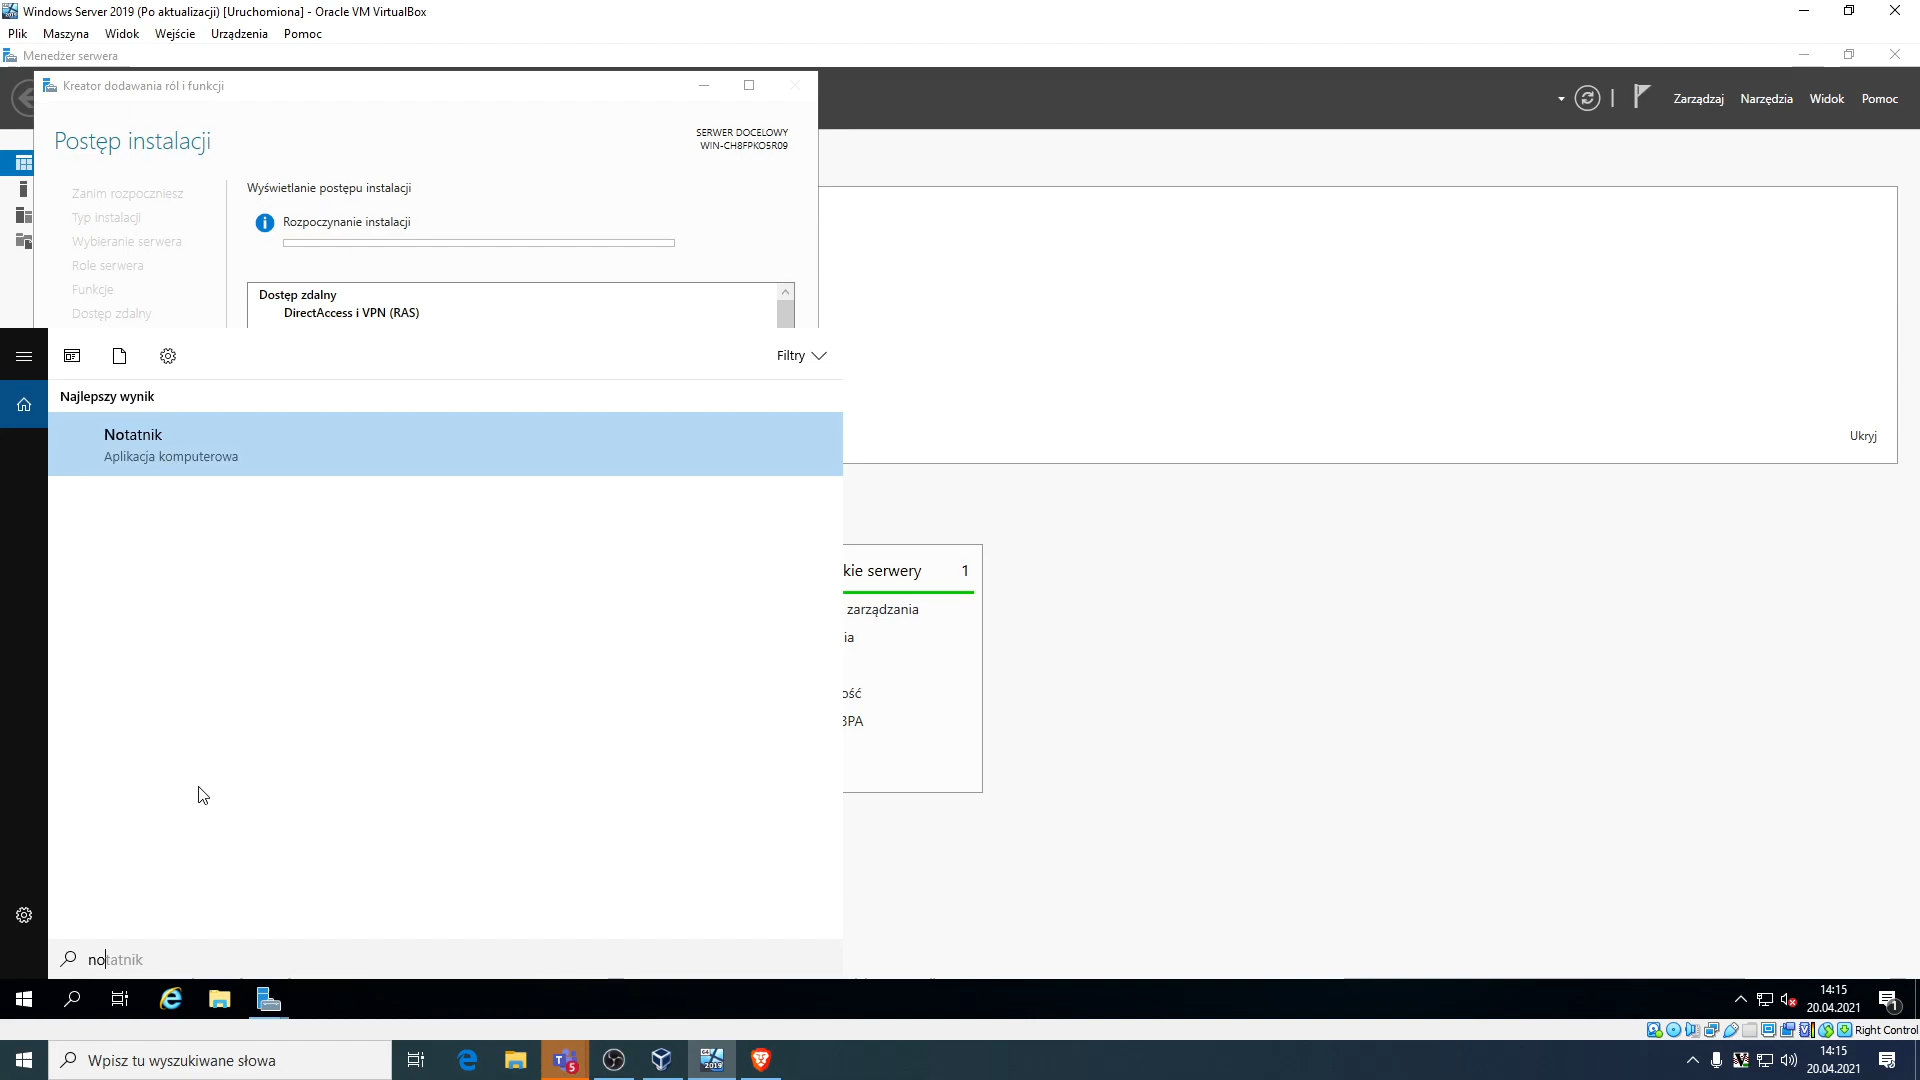 Windows Server 2019 (Po aktualizacji) [Uruchomiona] - Oracle VM VirtualBox
Plik Maszyna Widok Wejście Urządzenia Pomoc
Menedżer serwera
Kreator dodawania ról i funkcji
Zarządzaj Narzędzia Widok Pomoc
Postęp instalacji
SERWER DOCELOWY
WIN-CH8FPKO5R09
Zanim rozpoczniesz
Typ instalacji
Wybieranie serwera
Role serwera
Funkcje
Dostęp zdalny
Wyświetlanie postępu instalacji
Rozpoczynanie instalacji
Dostęp zdalny
DirectAccess i VPN (RAS)
Filtry
Najlepszy wynik
Notatnik
Aplikacja komputerowa
Ukryj
kie serwery 1
zarządzania
ia
ość
BPA
notatnik
14:15
20.04.2021
1
Right Control
Wpisz tu wyszukiwane słowa
5
2019
14:15
20.04.2021